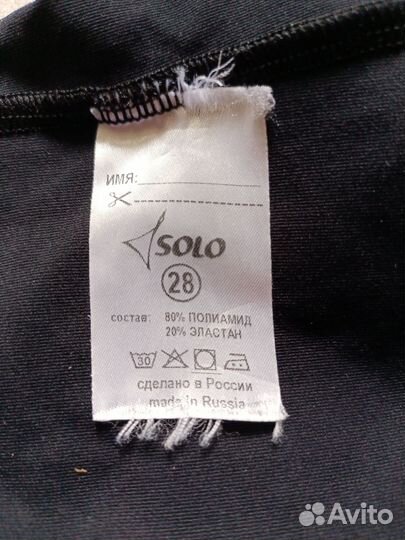 ИМЯ:
SOLO
28
состав: 80% ПОЛИАМИД
20% ЭЛАСТАН
30
сделано в России
made in Russia
Avito